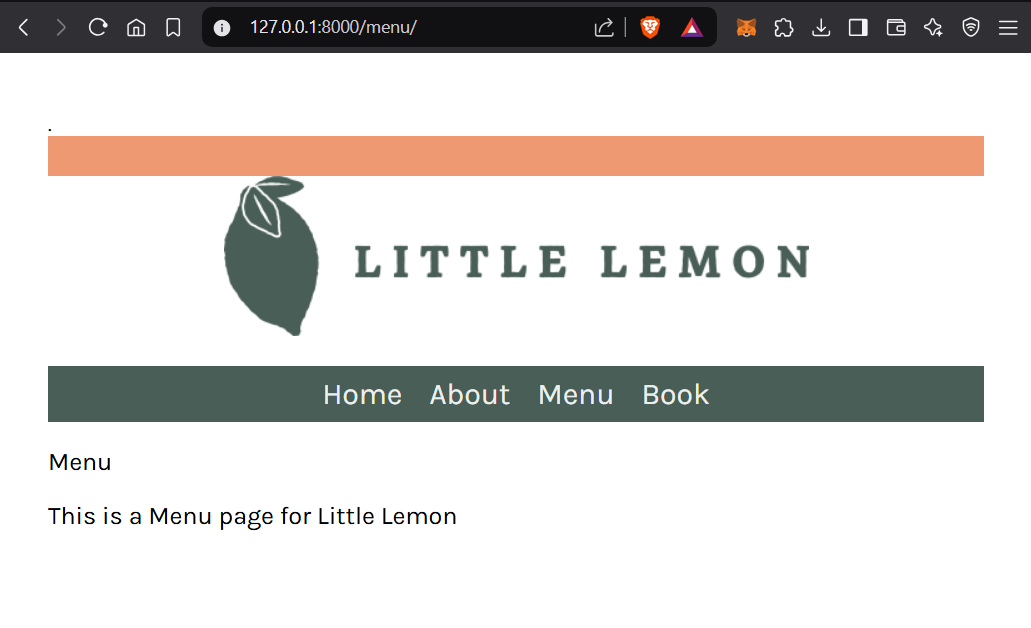 127.0.0.1:8000/menu/
.
LITTLE LEMON
Home About Menu Book
Menu
This is a Menu page for Little Lemon